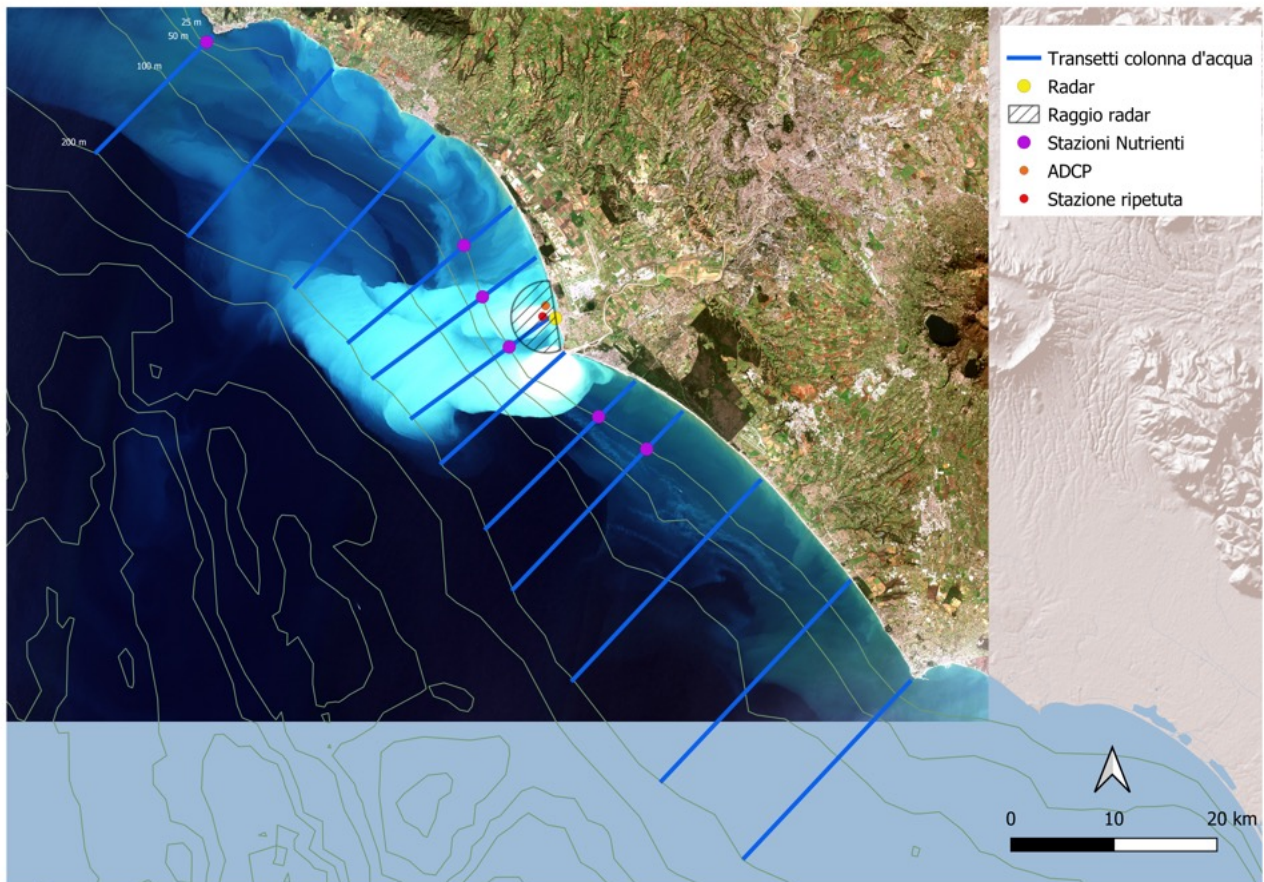 25 m
50 m
100 m
200 m
Transetti colonna d'acqua
Radar
Raggio radar
Stazioni Nutrienti
ADCP
Stazione ripetuta
0 10 20 km